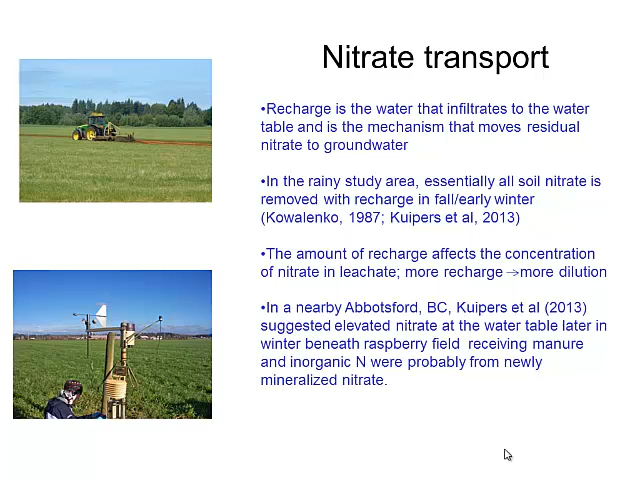 Nitrate transport
•Recharge is the water that infiltrates to the water
table and is the mechanism that moves residual
nitrate to groundwater
•In the rainy study area, essentially all soil nitrate is
removed with recharge in fall/early winter
(Kowalenko, 1987; Kuipers et al, 2013)
•The amount of recharge affects the concentration
of nitrate in leachate; more recharge →more dilution
•In a nearby Abbotsford, BC, Kuipers et al (2013)
suggested elevated nitrate at the water table later in
winter beneath raspberry field receiving manure
and inorganic N were probably from newly
mineralized nitrate.